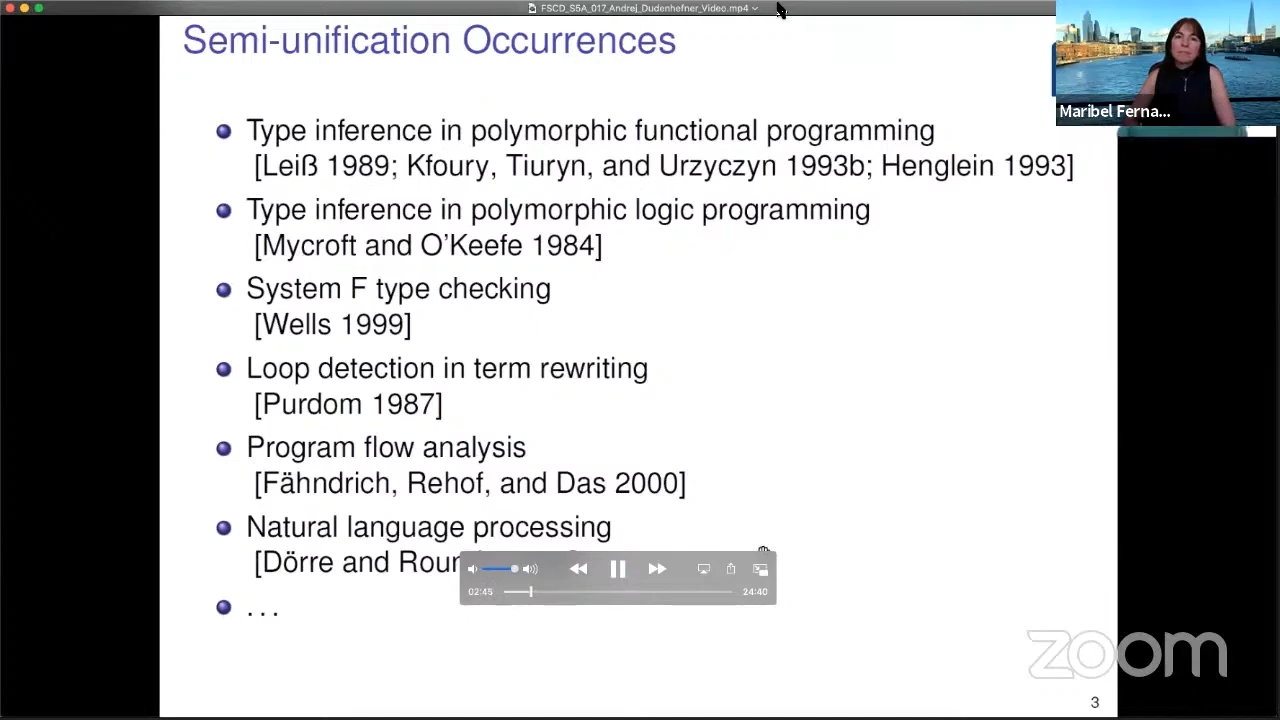 FSCD_S5A_017_Andrej_Dudenhefner_Video.mp4
Semi-unification Occurrences
Maribel Ferna...
Type inference in polymorphic functional programming
[Leiß 1989; Kfoury, Tiuryn, and Urzyczyn 1993b; Henglein 1993]
Type inference in polymorphic logic programming
[Mycroft and O'Keefe 1984]
System F type checking
[Wells 1999]
Loop detection in term rewriting
[Purdom 1987]
Program flow analysis
[Fähndrich, Rehof, and Das 2000]
Natural language processing
[Dörre and
02:45 24:40
. . .
zoom
3